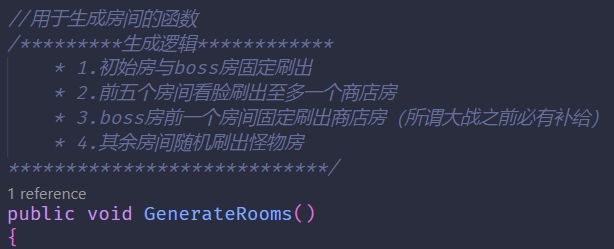 //用于生成房间的函数
/*********生成逻辑************
* 1.初始房与boss房固定刷出
* 2.前五个房间看脸刷出至多一个商店房
* 3.boss房前一个房间固定刷出商店房 (所谓大战之前必有补给)
* 4.其余房间随机刷出怪物房
****************************/
1 reference
public void GenerateRooms()
{